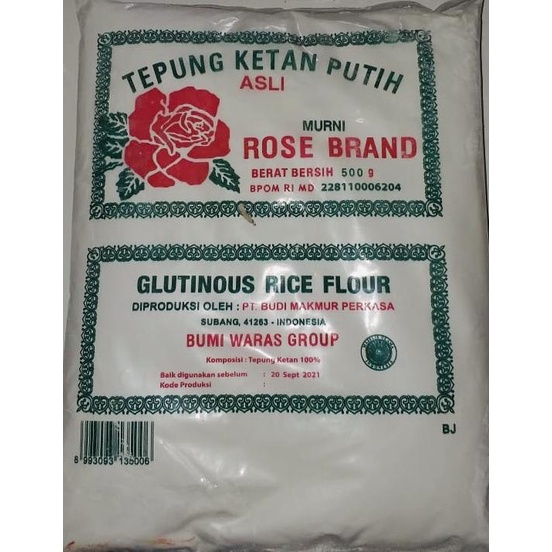 TEPUNG KETAN PUTIH
ASLI
MURNI
ROSE BRAND
BERAT BERSIH 500 g
BPOM RI MD 228110006204
GLUTINOUS RICE FLOUR
DIPRODUKSI OLEH : PT. BUDI MAKMUR PERKASA
SUBANG, 41263 - INDONESIA
BUMI WARAS GROUP
Komposisi : Tepung Ketan 100%
Baik digunakan sebelum : 20 Sept 2021
Kode Produksi :
BJ
8 993093 135006